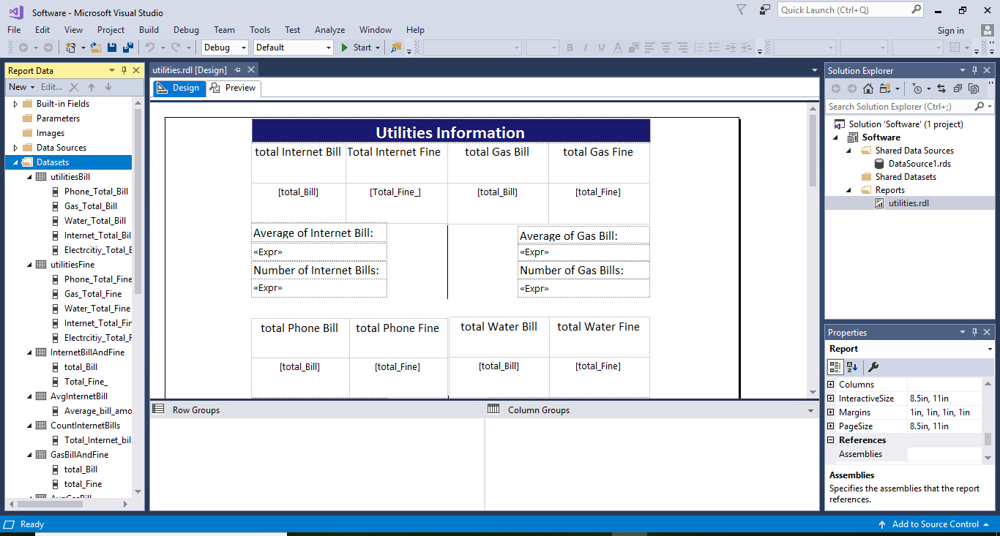 Software - Microsoft Visual Studio
Quick Launch (Ctrl+Q)
File Edit View Project Build Debug Team Tools Test Analyze Window Help
Sign in
Debug Default Start
Report Data
New Edit...
Built-in Fields
Parameters
Images
Data Sources
Datasets
utilitiesBill
Phone_Total_Bill
Gas_Total_Bill
Water_Total_Bill
Internet_Total_Bil
Electrcitiy_Total_B
utilitiesFine
Phone_Total_Fine
Gas_Total_Fine
Water_Total_Fine
Internet_Total_Fin
Electrcitiy_Total_F
InternetBillAndFine
total_Bill
Total_Fine_
AvgInternetBill
Average_bill_amo
CountInternetBills
Total_Internet_bil
GasBillAndFine
total_Bill
total_Fine
AvgGasBill
utilities.rdl [Design]
Design Preview
Utilities Information
total Internet Bill Total Internet Fine total Gas Bill total Gas Fine
[total_Bill] [Total_Fine_] [total_Bill] [total_Fine]
Average of Internet Bill: Average of Gas Bill:
«Expr» «Expr»
Number of Internet Bills: Number of Gas Bills:
«Expr» «Expr»
total Phone Bill total Phone Fine total Water Bill total Water Fine
[total_Bill] [total_Fine] [total_Bill] [total_Fine]
Row Groups Column Groups
Solution Explorer
Search Solution Explorer (Ctrl+;)
Solution 'Software' (1 project)
Software
Shared Data Sources
DataSource1.rds
Shared Datasets
Reports
utilities.rdl
Properties
Report
Columns
InteractiveSize 8.5in, 11in
Margins 1in, 1in, 1in, 1in
PageSize 8.5in, 11in
References
Assemblies
Assemblies
Specifies the assemblies that the report
references.
Ready
Add to Source Control